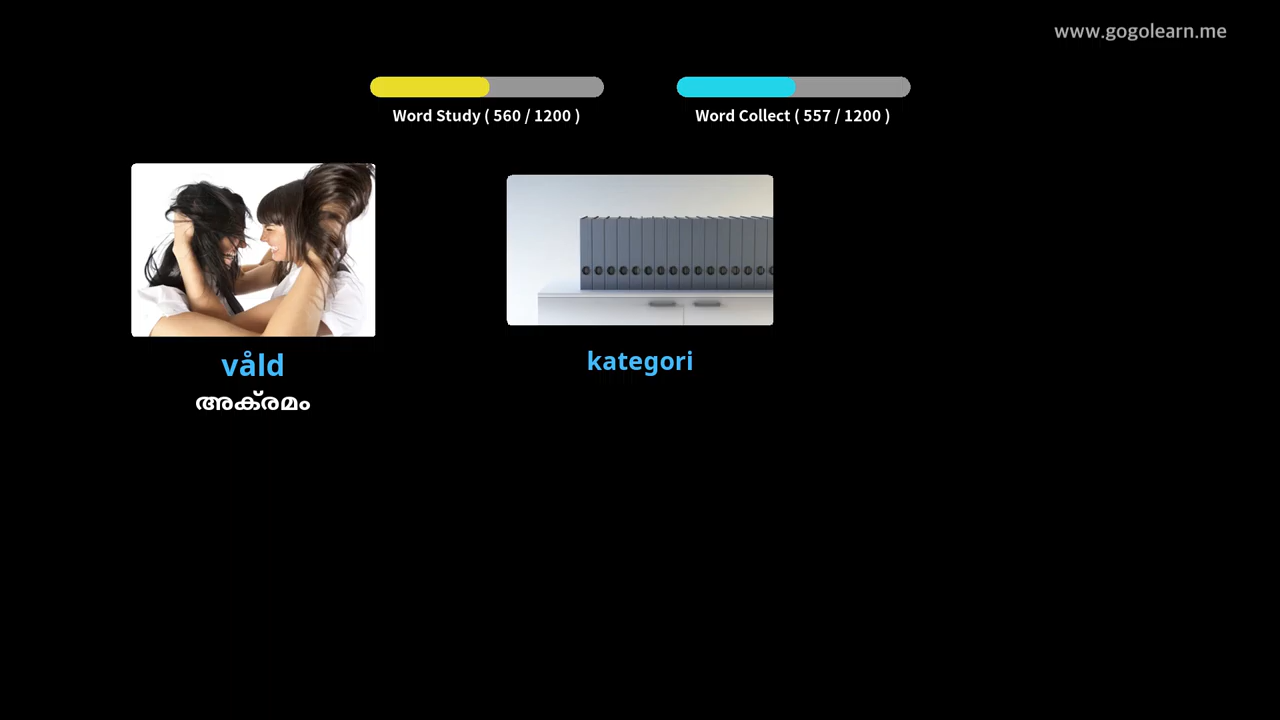 www.gogolearn.me
Word Study ( 560 / 1200 )
Word Collect ( 557 / 1200 )
våld
അക്രമം
kategori